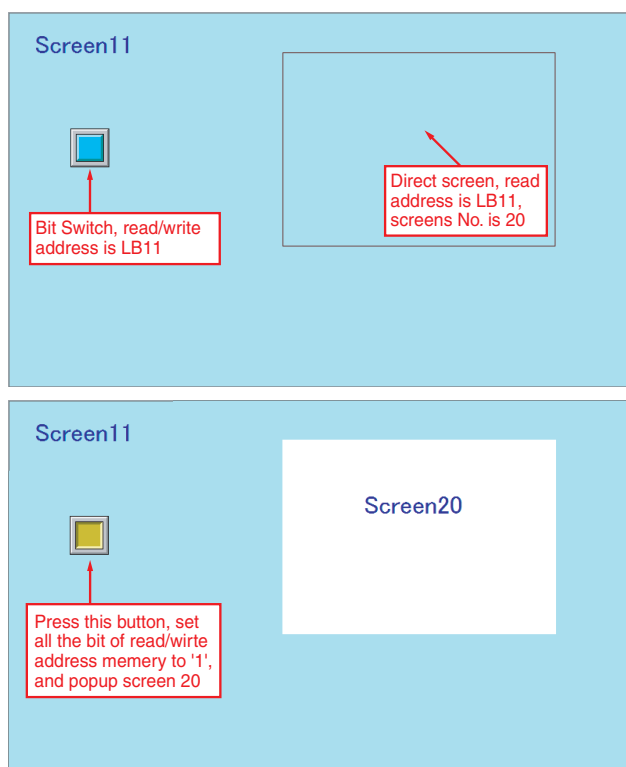 Screen11
Bit Switch, read/write
address is LB11
Direct screen, read
address is LB11,
screens No. is 20
Screen11
Screen20
Press this button, set
all the bit of read/wirte
address memery to '1',
and popup screen 20